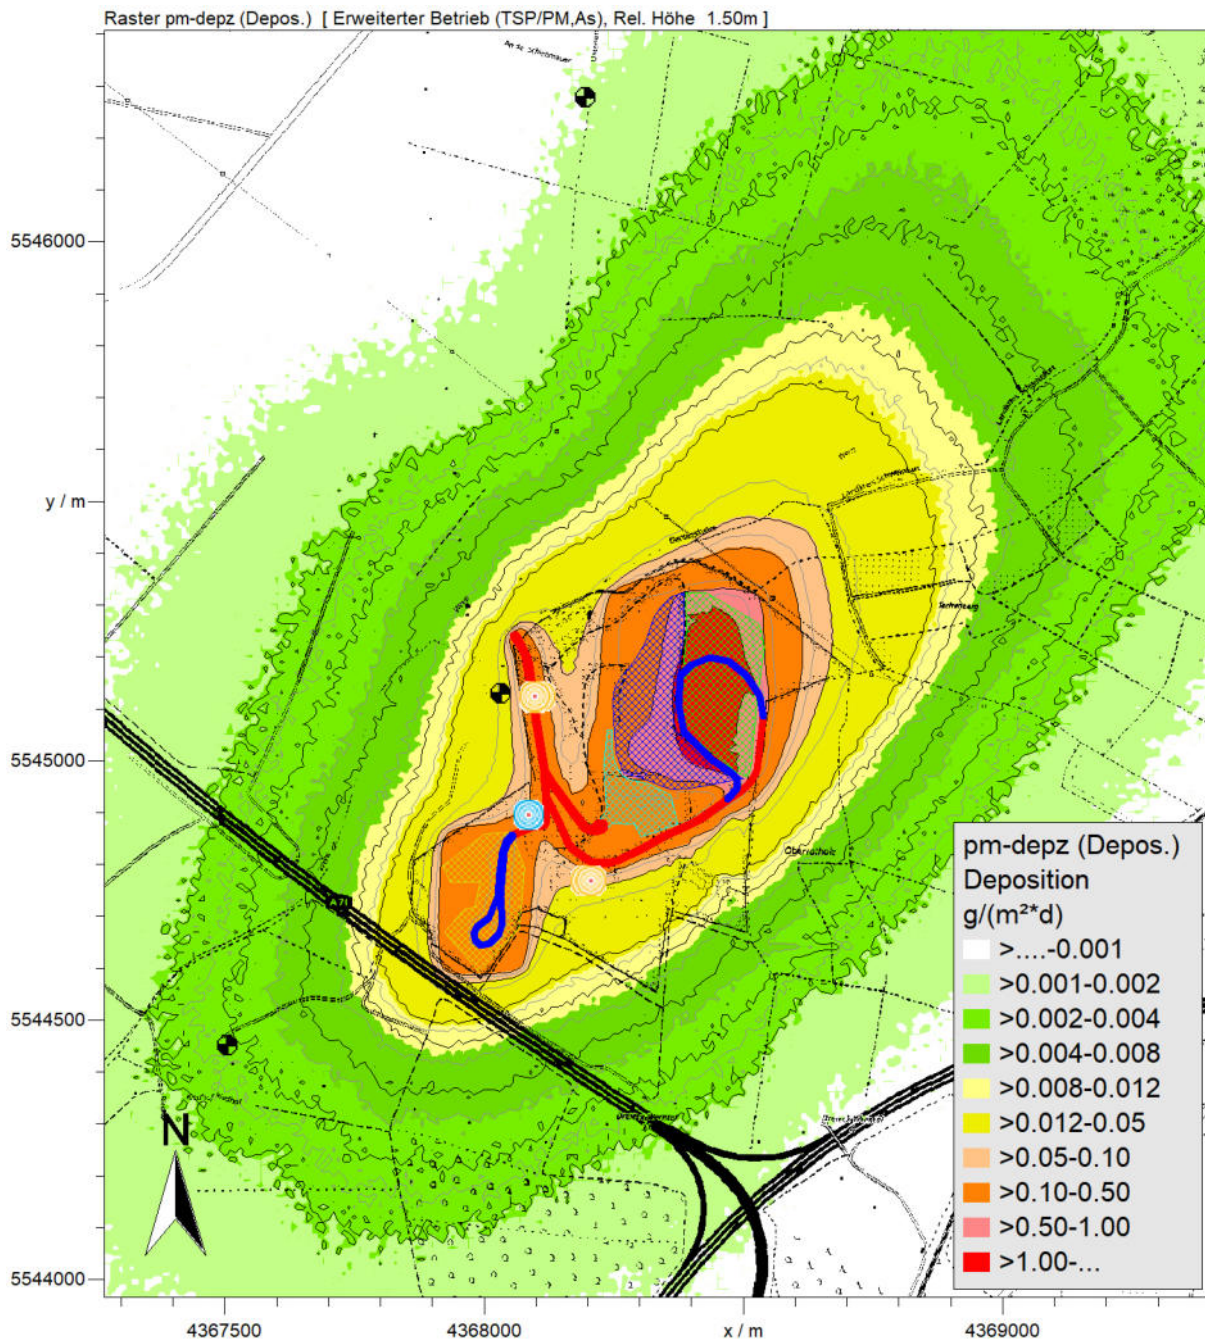 Raster pm-depz (Depos.) [ Erweiterter Betrieb (TSP/PM,As), Rel. Höhe 1.50m ]
5546000
y / m
5545000
5544500
5544000
4367500
4368000
x / m
4369000
N
A71
pm-depz (Depos.)
Deposition
g/(m²*d)
>....-0.001
>0.001-0.002
>0.002-0.004
>0.004-0.008
>0.008-0.012
>0.012-0.05
>0.05-0.10
>0.10-0.50
>0.50-1.00
>1.00-...